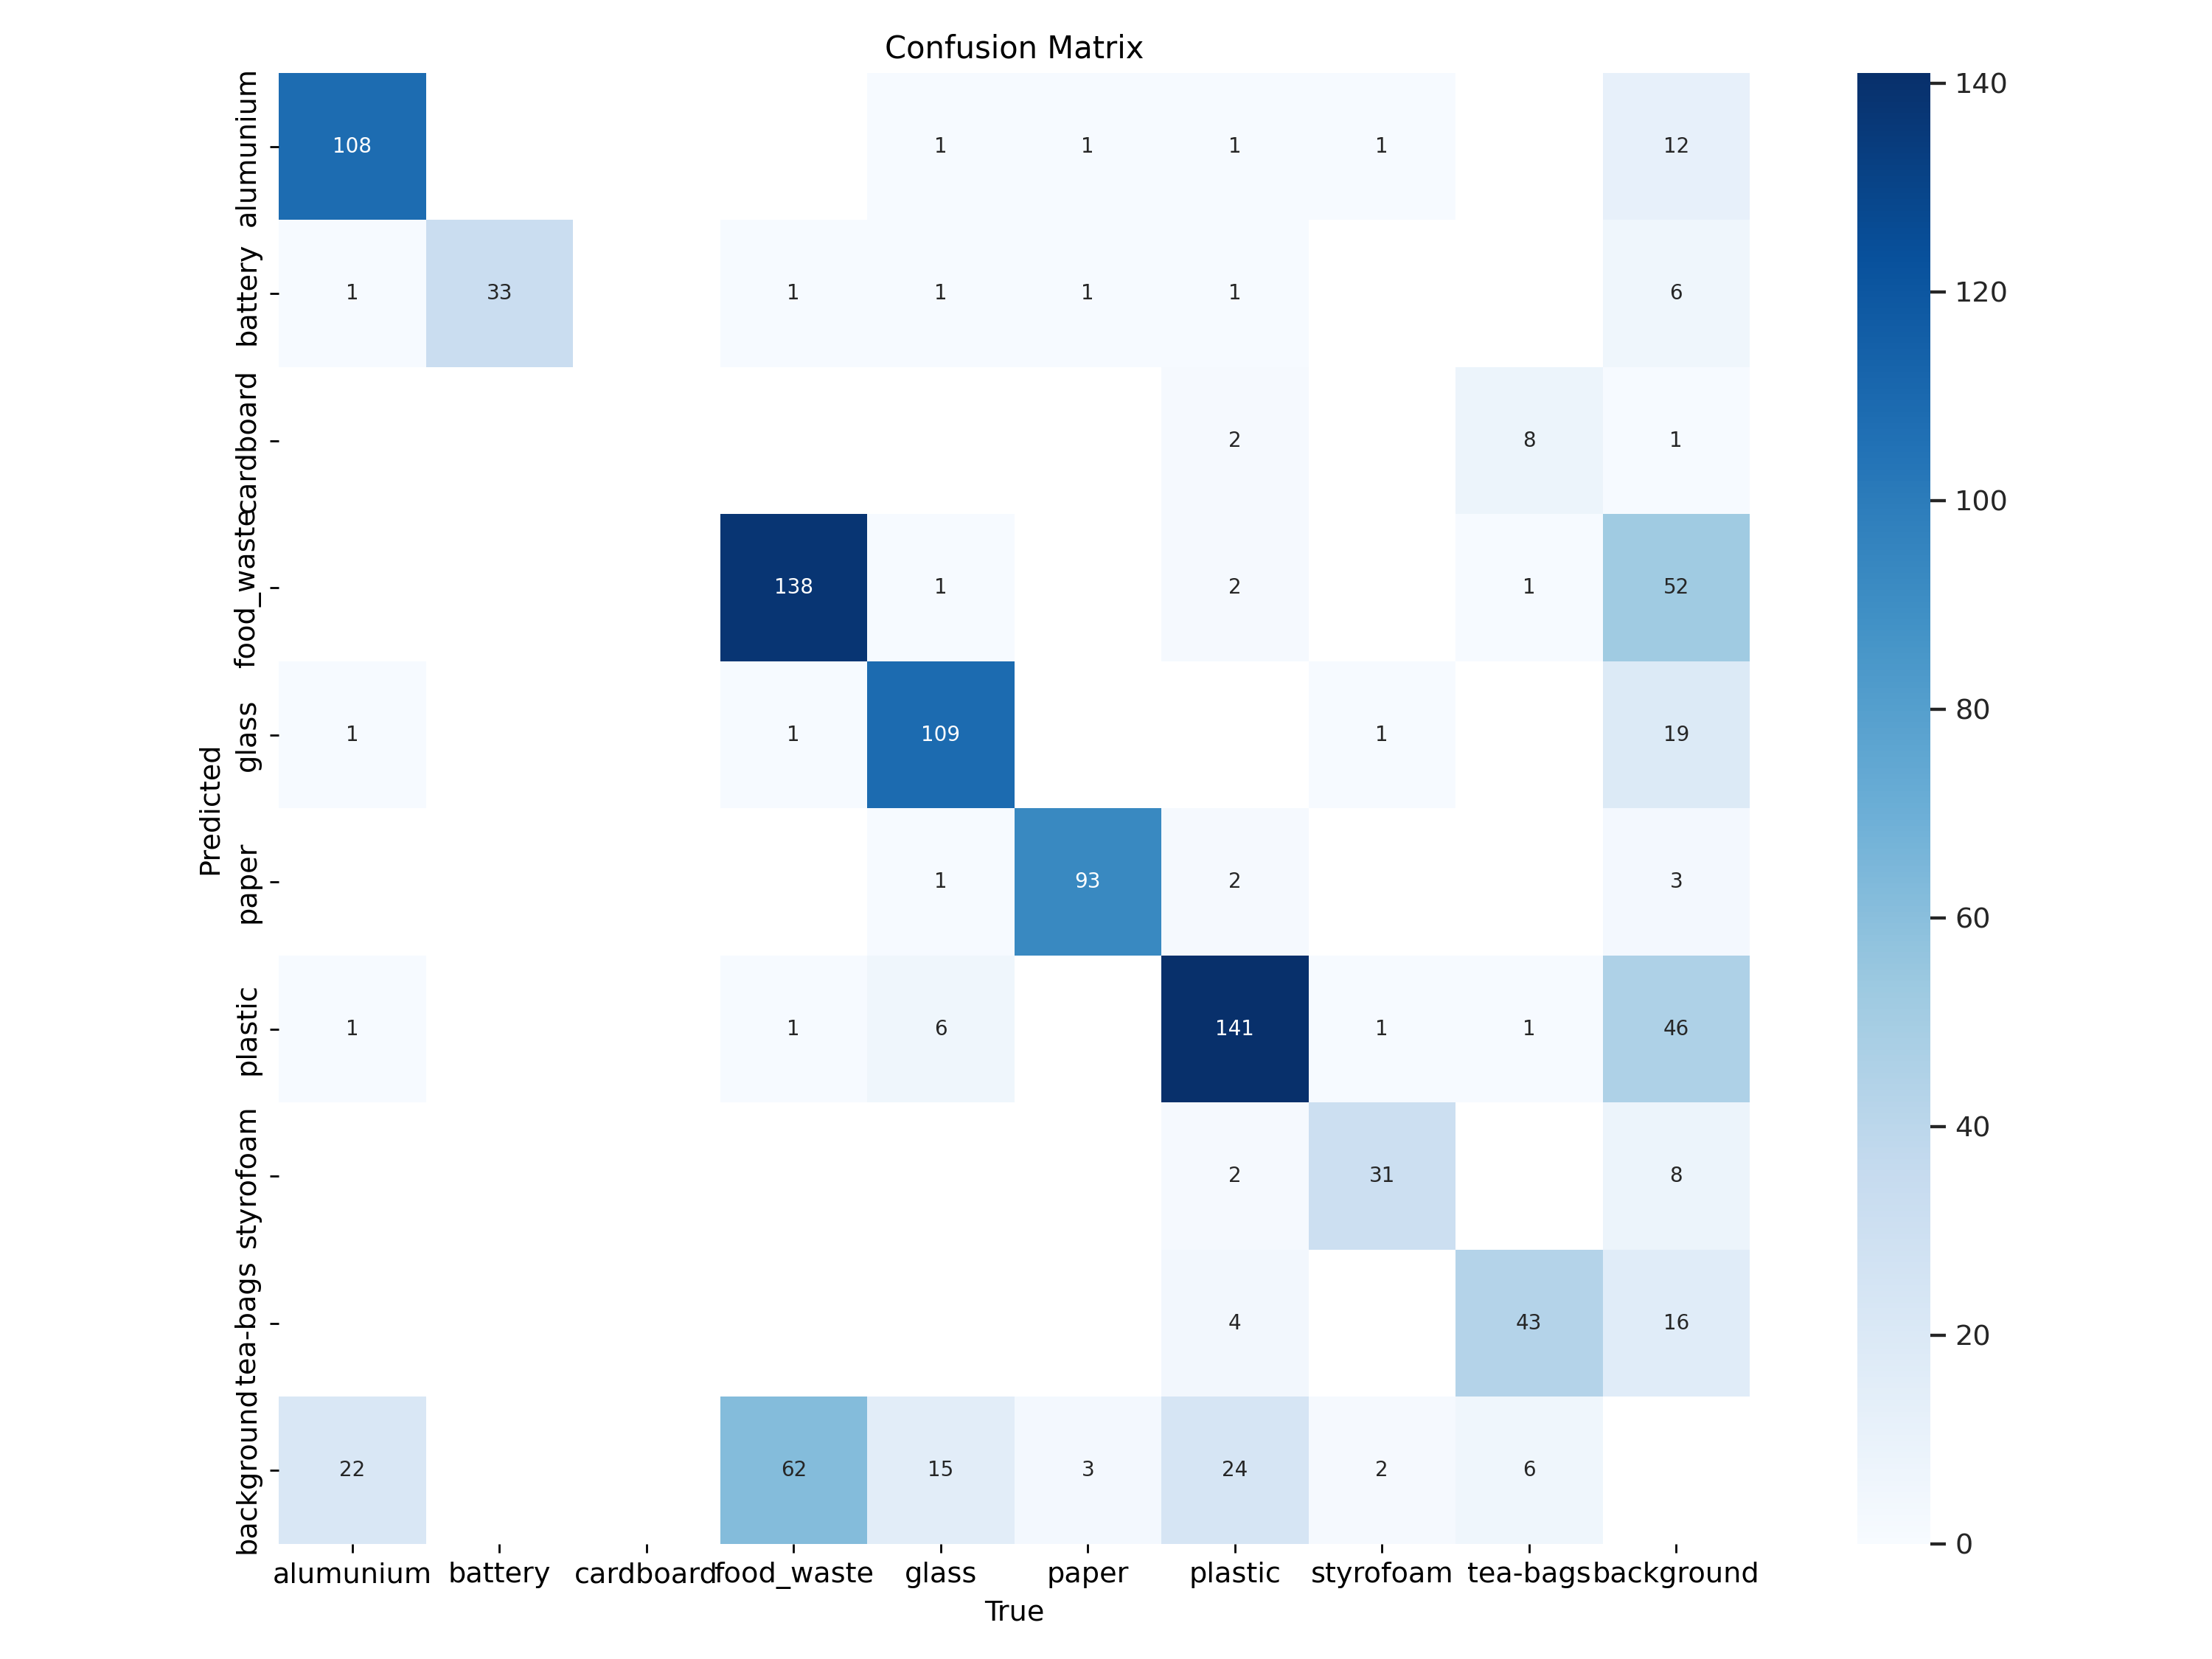 Confusion Matrix
alumunium 108 1 1 1 1 12
battery 1 33 1 1 1 1 6
cardboard 2 8 1
food_waste 138 1 2 1 52
glass 1 1 109 1 19
paper 1 93 2 3
plastic 1 1 6 141 1 1 46
styrofoam 2 31 8
tea-bags 4 43 16
background 22 62 15 3 24 2 6
alumunium battery cardboard food_waste glass paper plastic styrofoam tea-bags background
True
Predicted
140
120
100
80
60
40
20
0